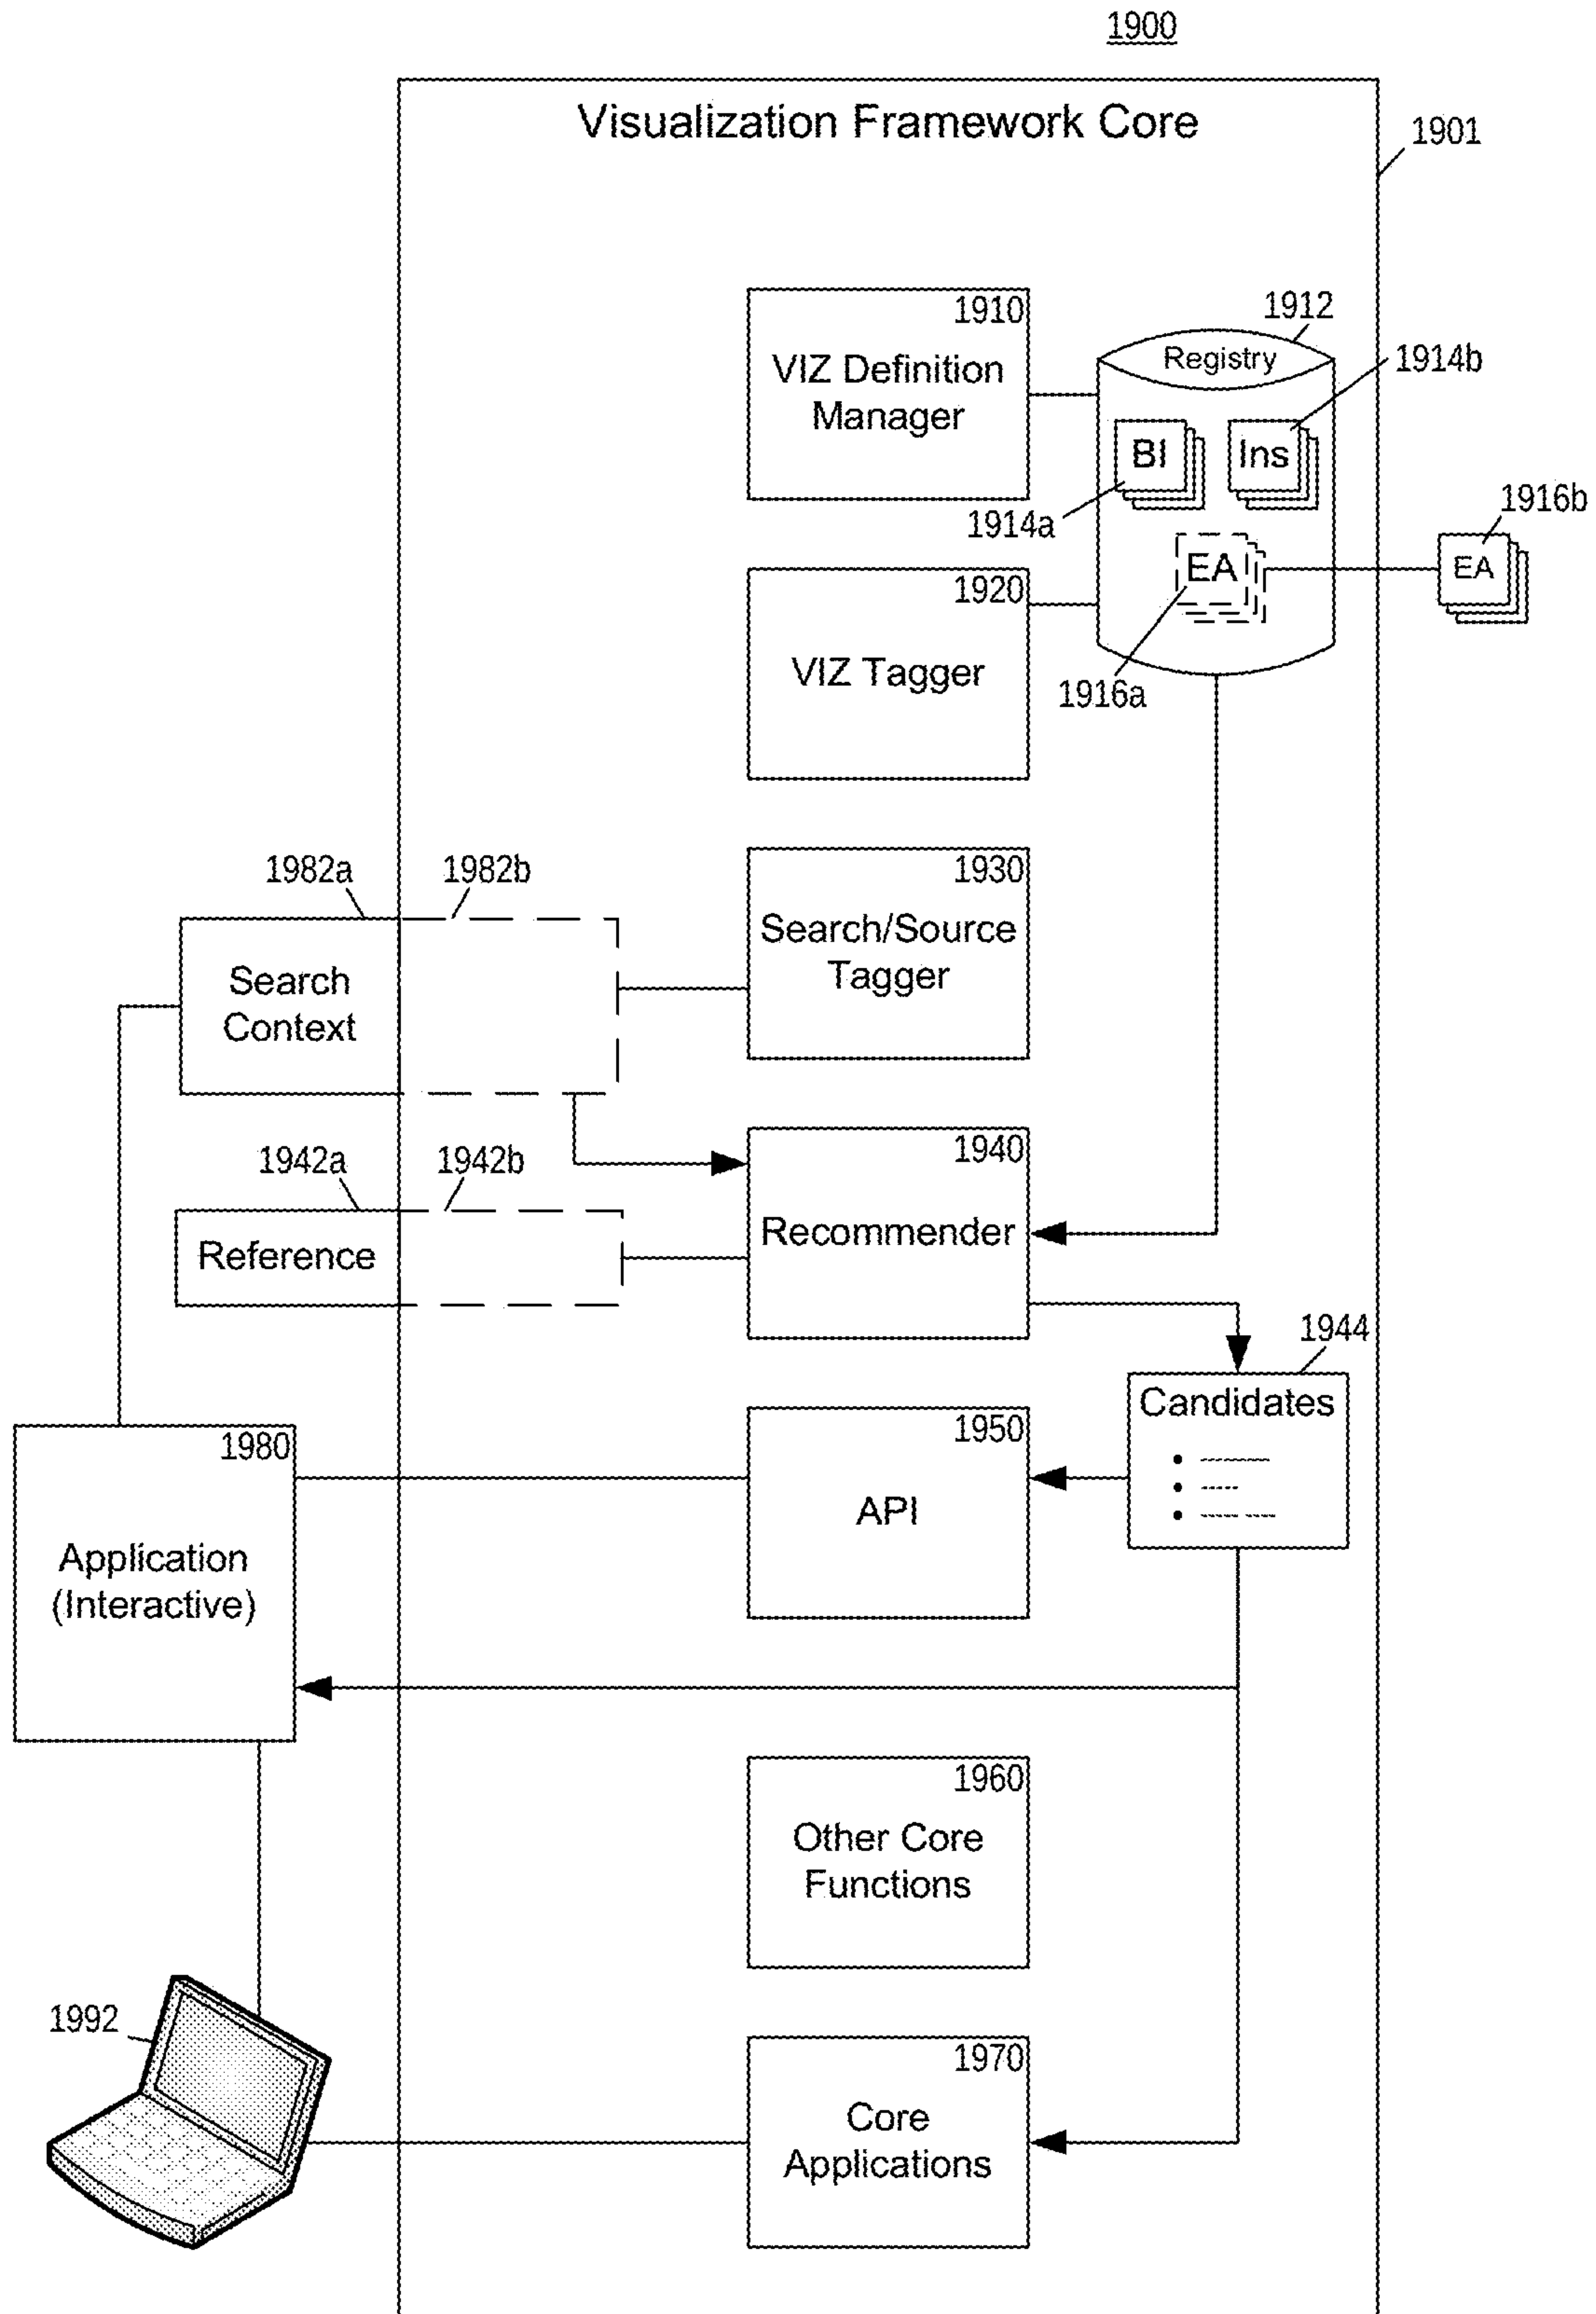 1900
Visualization Framework Core
1901
1910
VIZ Definition
Manager
1912
Registry
1914b
BI
Ins
1914a
1916b
EA
EA
1916a
1920
VIZ Tagger
1982a
1982b
1930
Search/Source
Tagger
Search
Context
1942a
1942b
1940
Recommender
Reference
1944
Candidates
1980
1950
API
Application
(Interactive)
1960
Other Core
Functions
1992
1970
Core
Applications